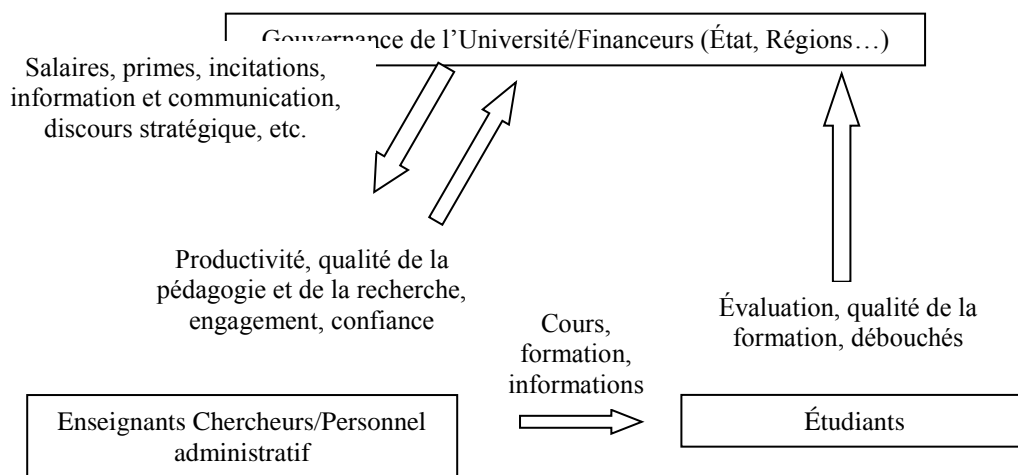 Gouvernance de l’Université/Financeurs (État, Régions…)
Salaires, primes, incitations,
information et communication,
discours stratégique, etc.
Productivité, qualité de la
pédagogie et de la recherche,
engagement, confiance
Évaluation, qualité de la
formation, débouchés
Cours,
formation,
informations
Enseignants Chercheurs/Personnel
administratif
Étudiants